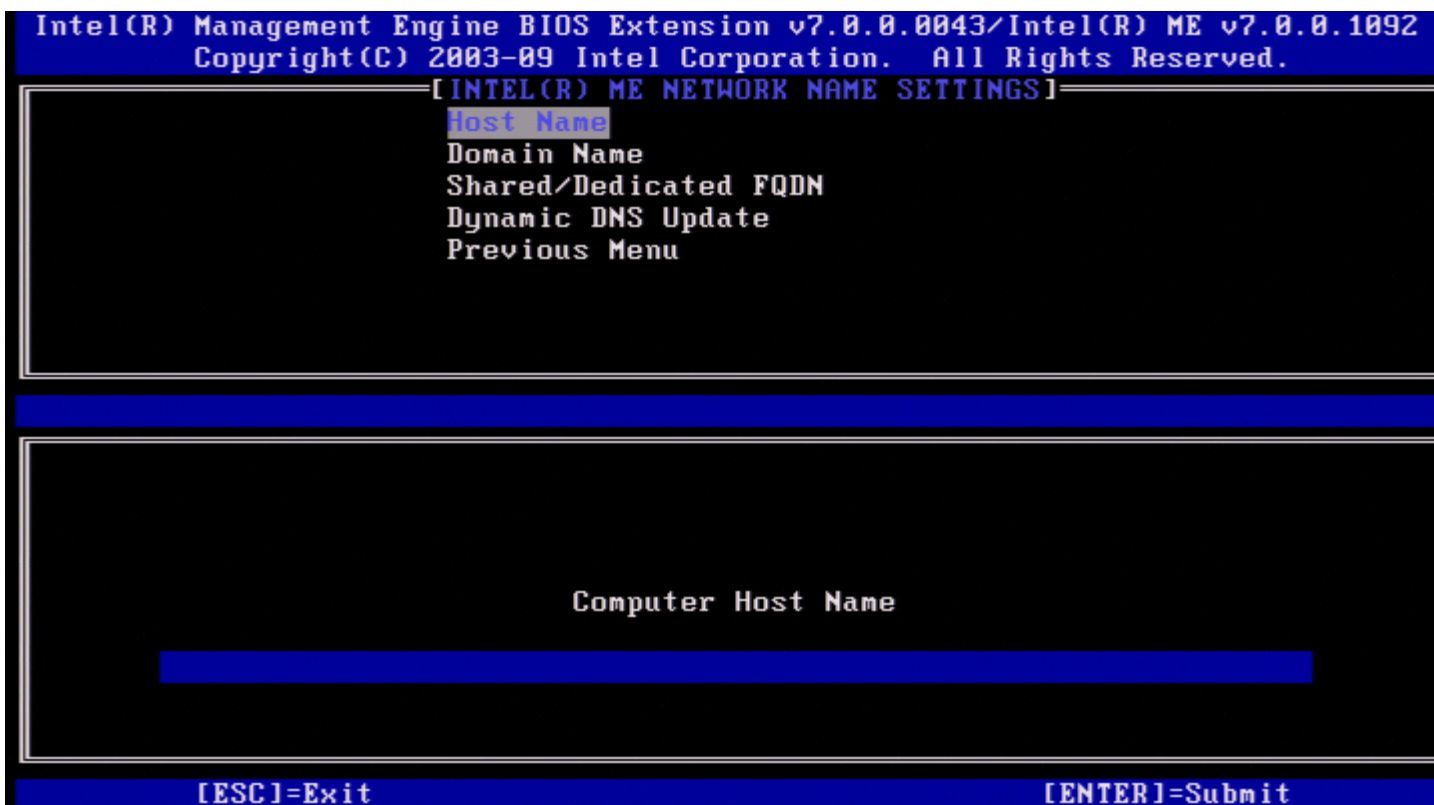 Intel(R) Management Engine BIOS Extension v7.0.0.0043/Intel(R) ME v7.0.0.1092
Copyright(C) 2003-09 Intel Corporation.  All Rights Reserved.
[INTEL(R) ME NETWORK NAME SETTINGS]
Host Name
Domain Name
Shared/Dedicated FQDN
Dynamic DNS Update
Previous Menu
Computer Host Name
[ESC]=Exit [ENTER]=Submit